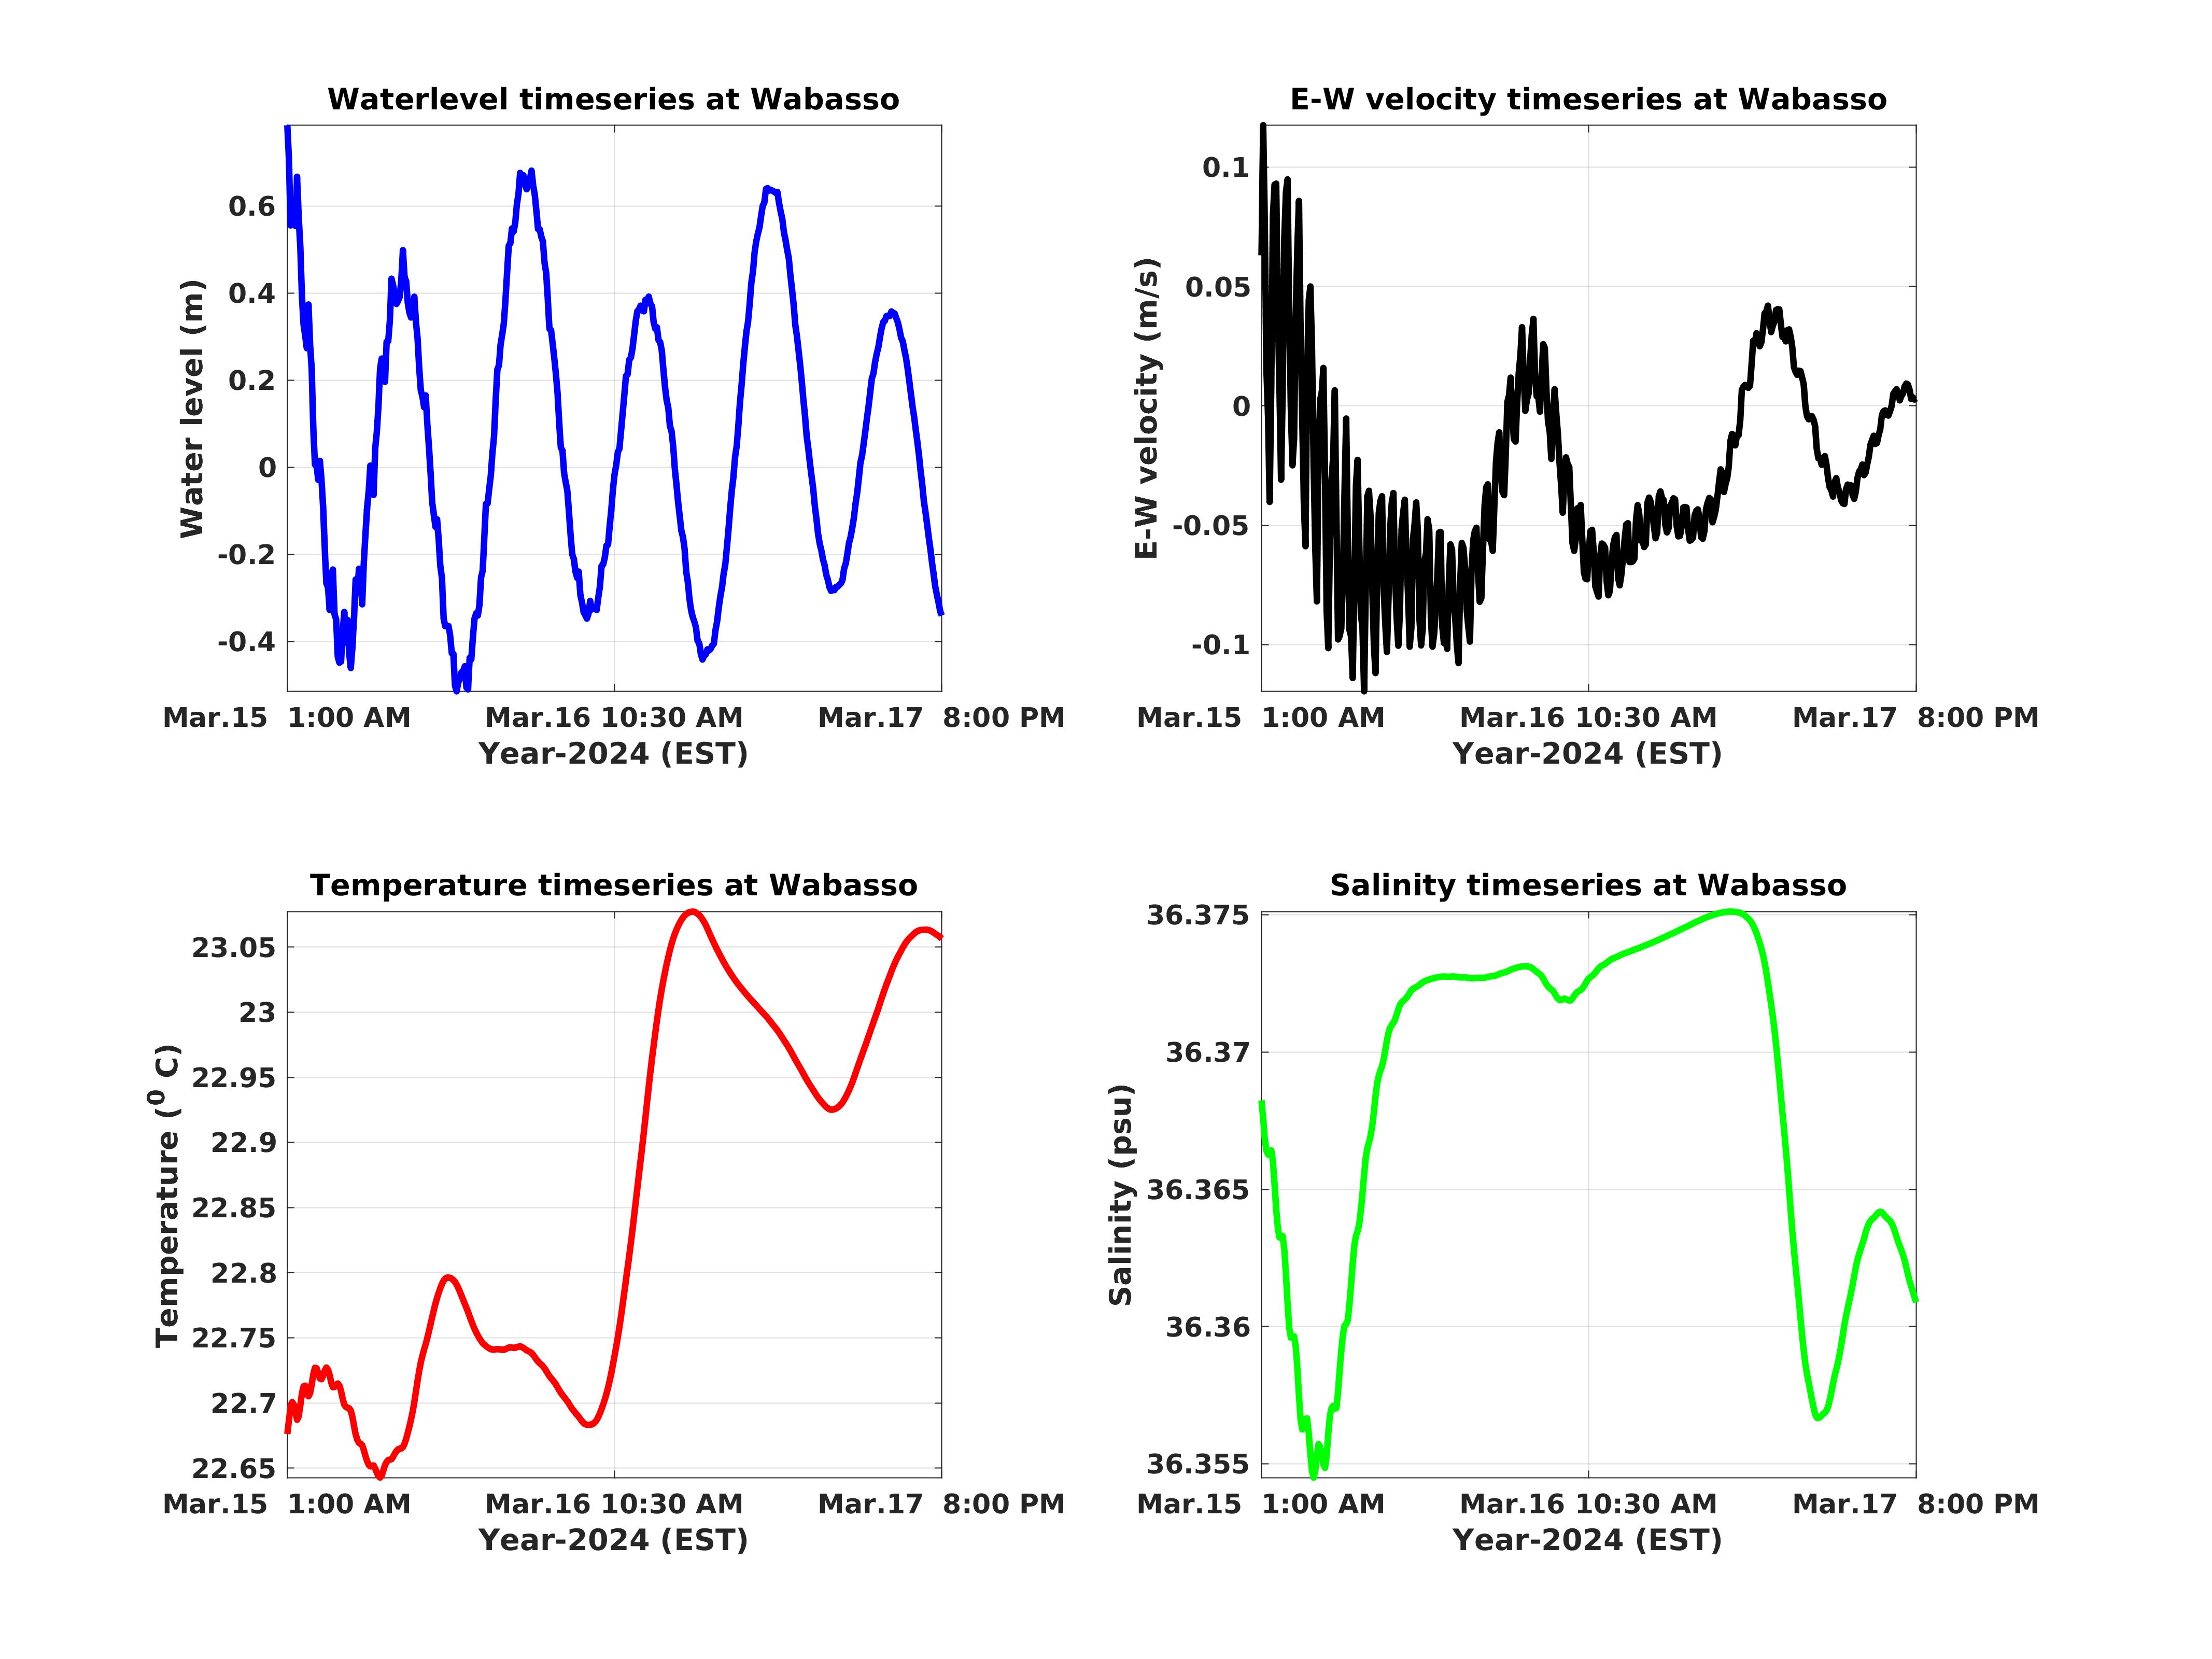 Waterlevel timeseries at Wabasso
0.6
0.4
0.2
0
-0.2
-0.4
Water level (m)
Mar.15 1:00 AM Mar.16 10:30 AM Mar.17 8:00 PM
Year-2024 (EST)
E-W velocity timeseries at Wabasso
0.1
0.05
0
-0.05
-0.1
E-W velocity (m/s)
Mar.15 1:00 AM Mar.16 10:30 AM Mar.17 8:00 PM
Year-2024 (EST)
Temperature timeseries at Wabasso
23.05
23
22.95
22.9
22.85
22.8
22.75
22.7
22.65
Temperature (⁰ C)
Mar.15 1:00 AM Mar.16 10:30 AM Mar.17 8:00 PM
Year-2024 (EST)
Salinity timeseries at Wabasso
36.375
36.37
36.365
36.36
36.355
Salinity (psu)
Mar.15 1:00 AM Mar.16 10:30 AM Mar.17 8:00 PM
Year-2024 (EST)